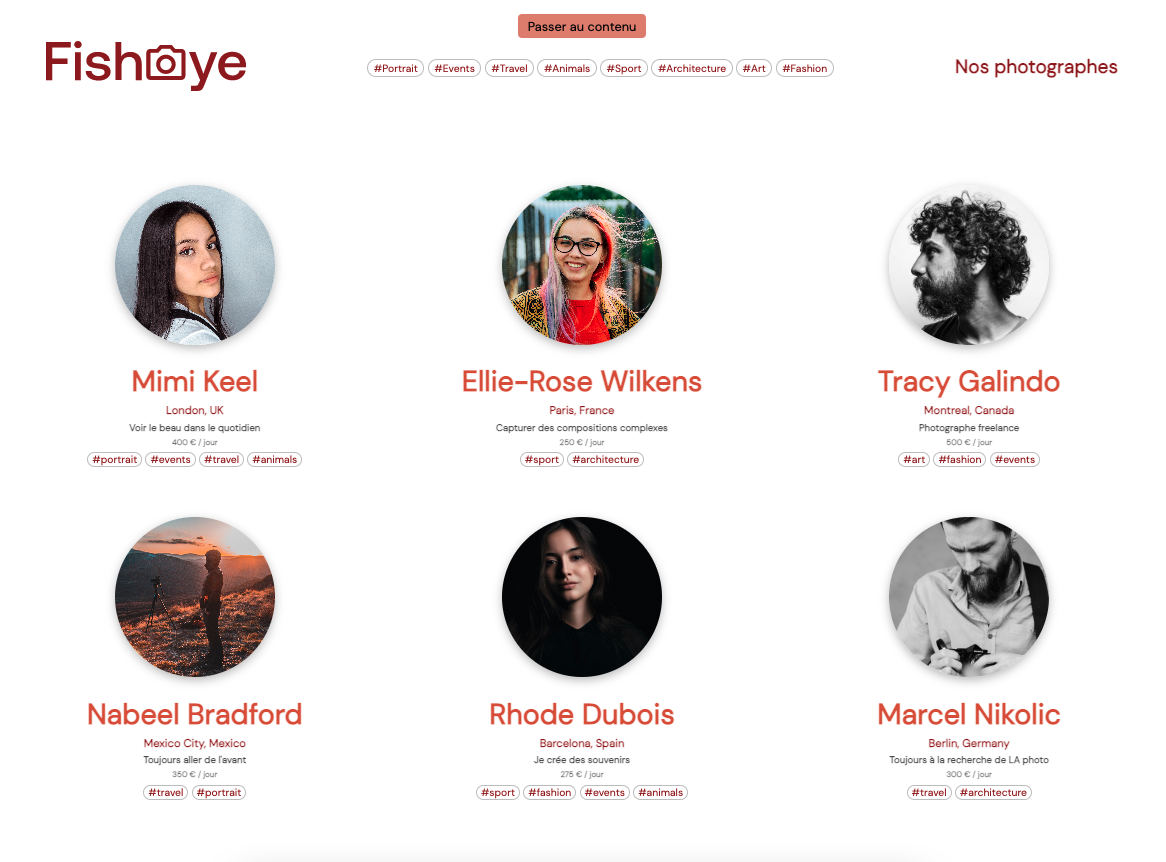 Passer au contenu
Fisheye
#Portrait #Events #Travel #Animals #Sport #Architecture #Art #Fashion
Nos photographes
Mimi Keel
London, UK
Voir le beau dans le quotidien
400 € / jour
#portrait #events #travel #animals
Ellie-Rose Wilkens
Paris, France
Capturer des compositions complexes
250 € / jour
#sport #architecture
Tracy Galindo
Montreal, Canada
Photographe freelance
500 € / jour
#art #fashion #events
Nabeel Bradford
Mexico City, Mexico
Toujours aller de l'avant
350 € / jour
#travel #portrait
Rhode Dubois
Barcelona, Spain
Je crée des souvenirs
275 € / jour
#sport #fashion #events #animals
Marcel Nikolic
Berlin, Germany
Toujours à la recherche de LA photo
300 € / jour
#travel #architecture